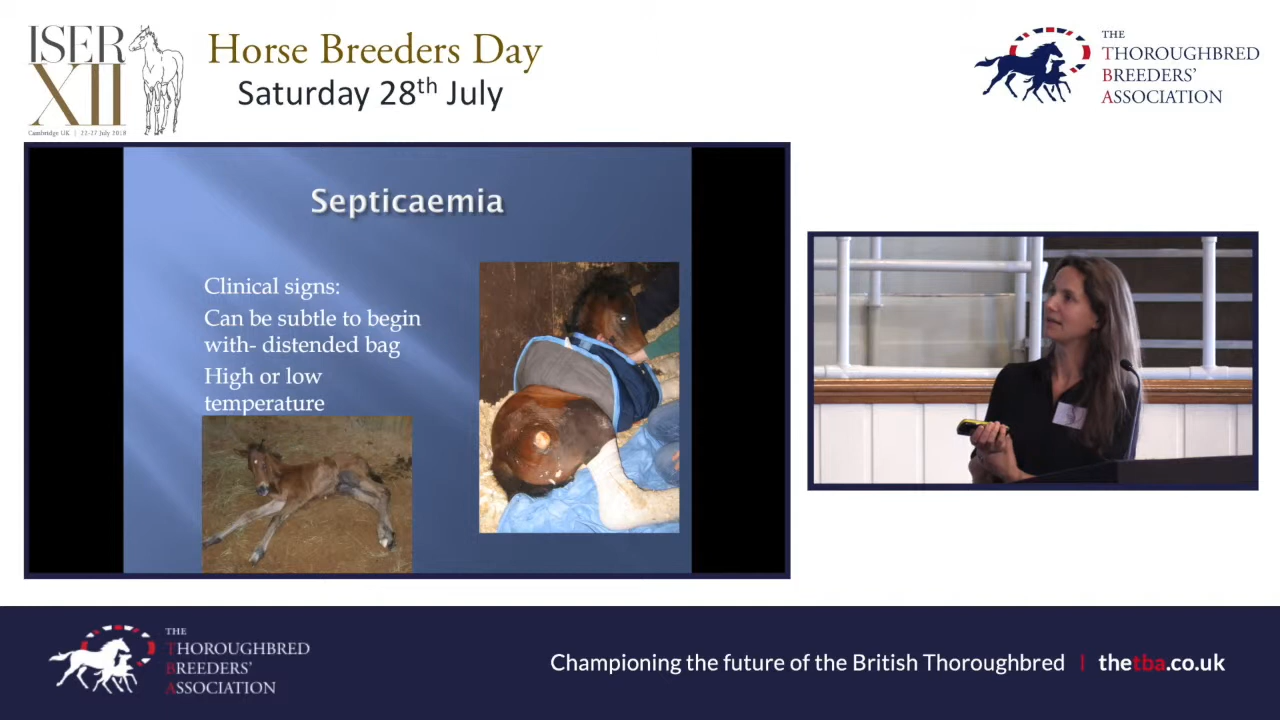 ISER
XII
Cambridge UK | 22-27 July 2018
Horse Breeders Day
Saturday 28th July
THE
THOROUGHBRED
BREEDERS'
ASSOCIATION
Septicaemia
Clinical signs:
Can be subtle to begin
with- distended bag
High or low
temperature
THE
THOROUGHBRED
BREEDERS'
ASSOCIATION
Championing the future of the British Thoroughbred | thetba.co.uk